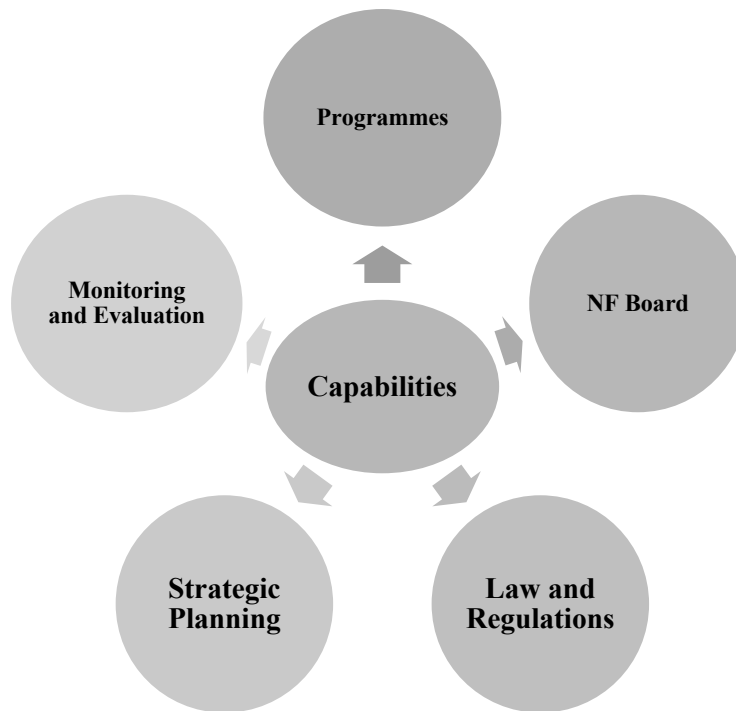 Programmes
Monitoring
and Evaluation
NF Board
Capabilities
Strategic
Planning
Law and
Regulations